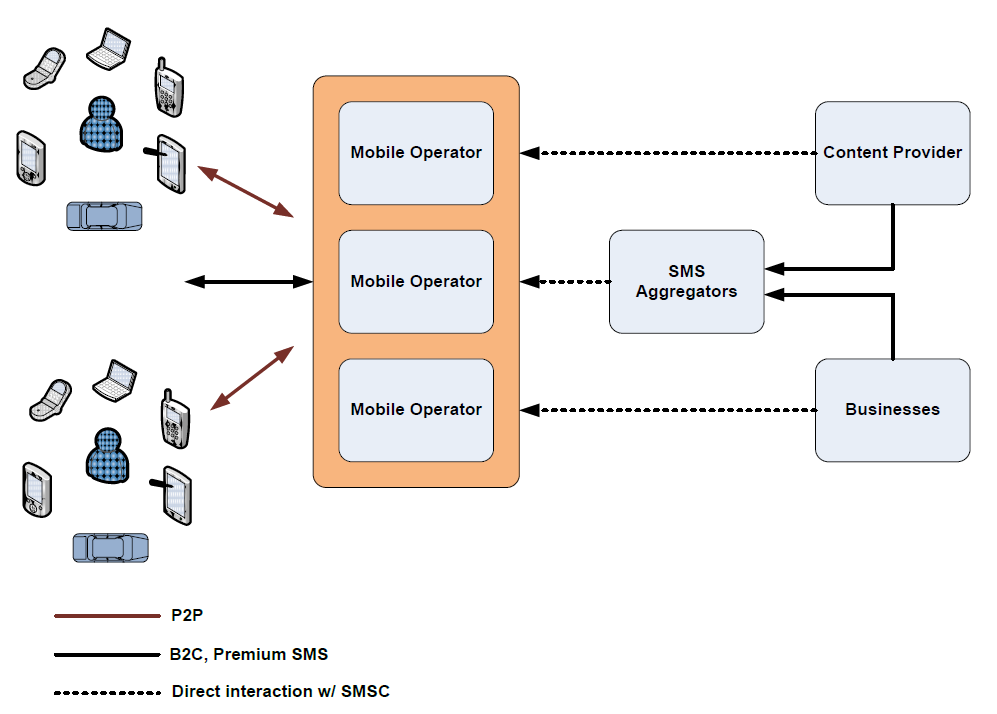 Mobile Operator
Content Provider
Mobile Operator
SMS
Aggregators
Mobile Operator
Businesses
P2P
B2C, Premium SMS
Direct interaction w/ SMSC